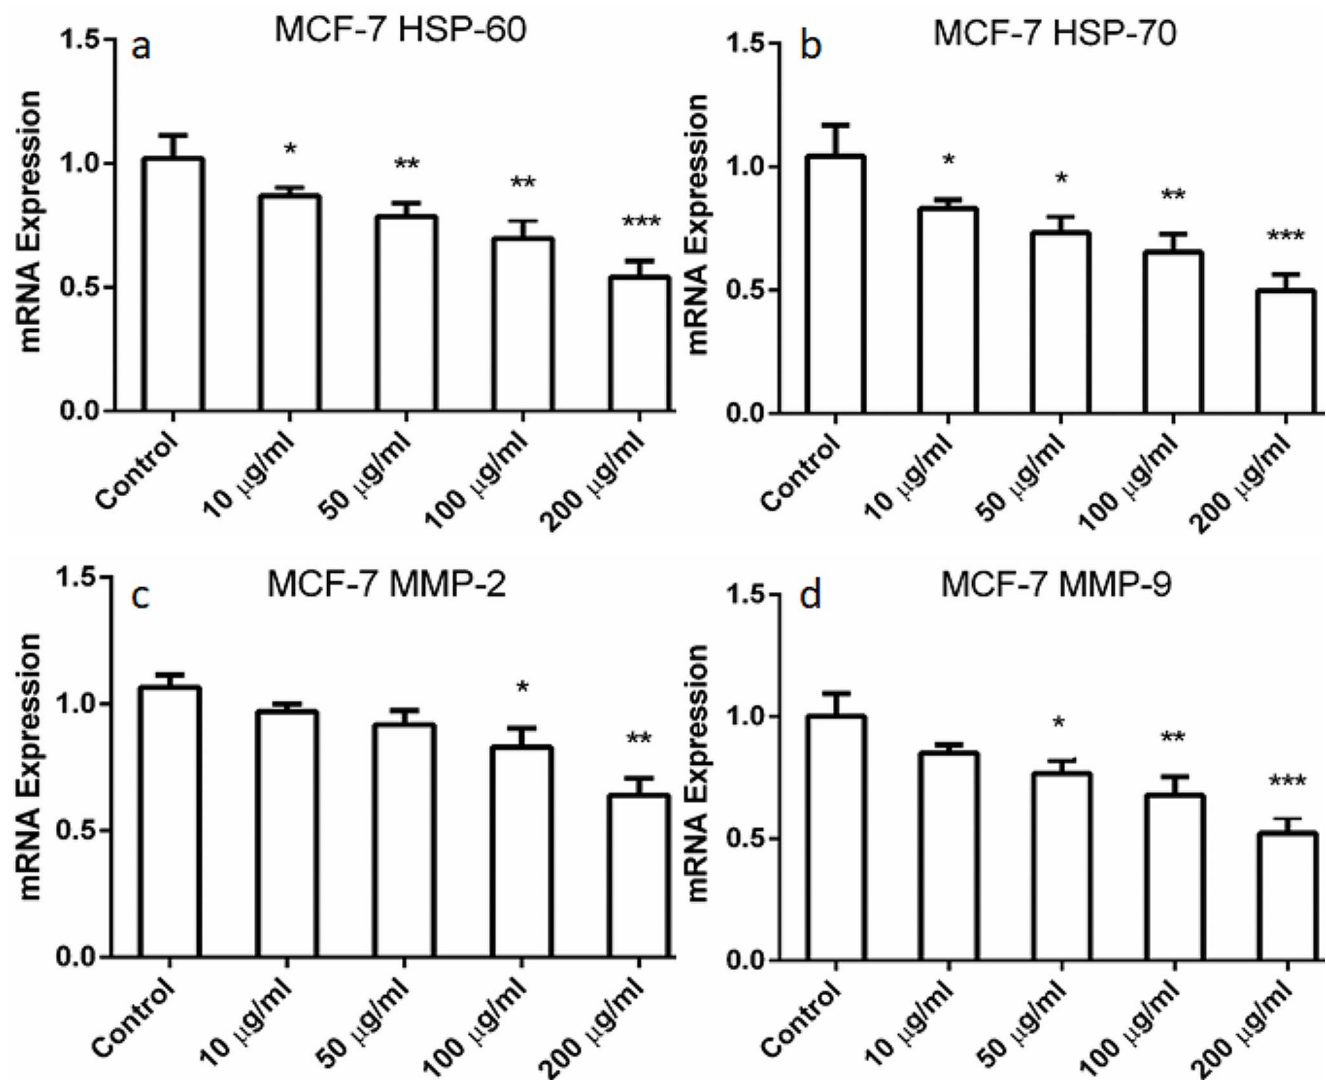 a
MCF-7 HSP-60
mRNA Expression
1.5
1.0
0.5
0.0
*
**
**
***
Control
10 μg/ml
50 μg/ml
100 μg/ml
200 μg/ml
b
MCF-7 HSP-70
mRNA Expression
1.5
1.0
0.5
0.0
*
*
**
***
Control
10 μg/ml
50 μg/ml
100 μg/ml
200 μg/ml
c
MCF-7 MMP-2
mRNA Expression
1.5
1.0
0.5
0.0
*
**
Control
10 μg/ml
50 μg/ml
100 μg/ml
200 μg/ml
d
MCF-7 MMP-9
mRNA Expression
1.5
1.0
0.5
0.0
*
**
***
Control
10 μg/ml
50 μg/ml
100 μg/ml
200 μg/ml